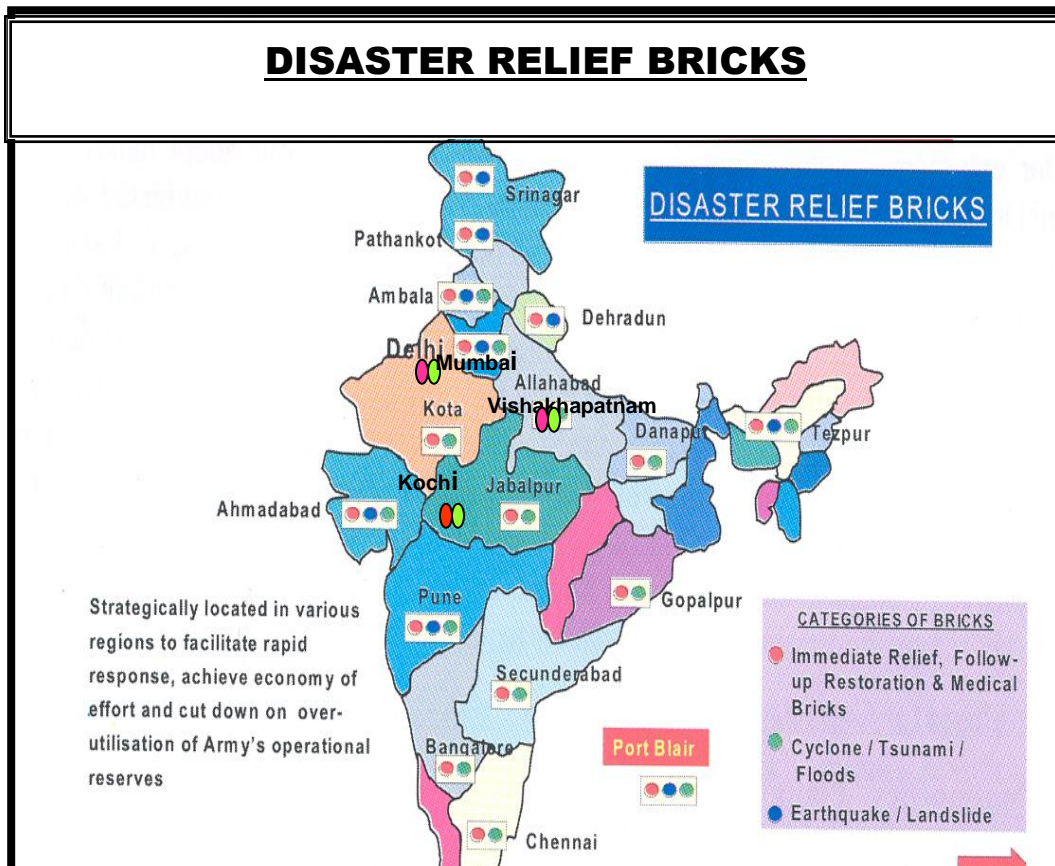 DISASTER RELIEF BRICKS
DISASTER RELIEF BRICKS
Srinagar
Pathankot
Ambala
Dehradun
Delhi
Mumbai
Allahabad
Kota
Vishakhapatnam
Danapur
Tezpur
Kochi
Jabalpur
Ahmadabad
Pune
Gopalpur
Strategically located in various
regions to facilitate rapid
response, achieve economy of
effort and cut down on over-
utilisation of Army's operational
reserves
Secunderabad
Bangalore
Port Blair
Chennai
CATEGORIES OF BRICKS
Immediate Relief, Follow-
up Restoration & Medical
Bricks
Cyclone / Tsunami /
Floods
Earthquake / Landslide